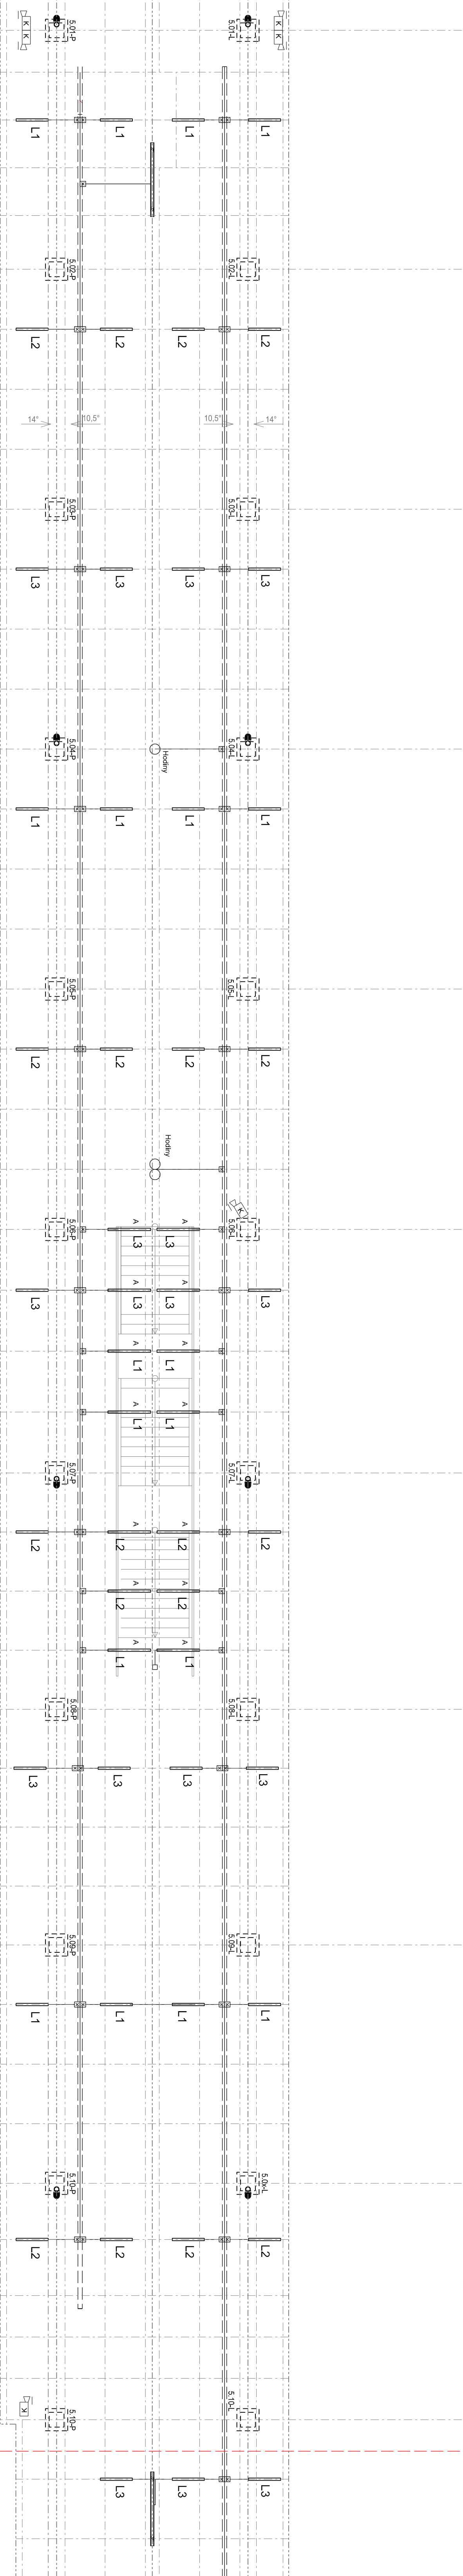 5.01-P
5.01-L
K K
K K
L1
L1
L1
L1
5.02-P
5.02-L
L2
L2
L2
L2
14°
10,5°
10,5°
14°
5.03-P
5.03-L
L3
L3
L3
L3
5.04-P
5.04-L
Hodiny
L1
L1
L1
L1
5.05-P
5.05-L
L2
L2
L2
L2
Hodiny
K
5.06-P
5.06-L
A
A
L3
L3
A
A
L3
L3
L3
L3
A
A
L1
L1
A
A
L1
L1
5.07-P
5.07-L
A
A
L2
L2
L2
L2
A
A
L2
L2
A
A
L1
L1
5.08-P
5.08-L
L3
L3
L3
L3
5.09-P
5.09-L
L1
L1
L1
L1
5.10-P
5.0x-L
L2
L2
L2
L2
5.10-L
K
5.10-P
L3
L3
L3